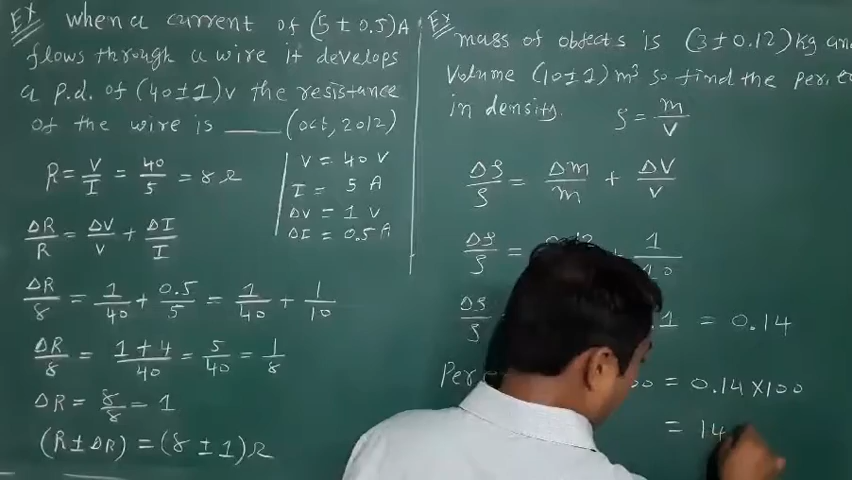 Ex when a current of (5 ± 0.5)A
flows through a wire it develops
a p.d. of (40±1)v the resistance
of the wire is ____ (Oct, 2012)
R = V/I = 40/5 = 8 Ω
V = 40 V
I = 5 A
ΔV = 1 V
ΔI = 0.5 A
ΔR/R = ΔV/V + ΔI/I
ΔR/8 = 1/40 + 0.5/5 = 1/40 + 1/10
ΔR/8 = 1+4/40 = 5/40 = 1/8
ΔR = 8/8 = 1
(R ± ΔR) = (8 ± 1) Ω
Ex mass of objects is (3 ± 0.12) kg
Volume (10±1) m³ so find the per.
in density. ρ = m/V
Δρ/ρ = Δm/m + ΔV/V
Δρ/ρ = + 1/10
Δρ/ρ = 0.14
Per = 0.14 × 100
= 14